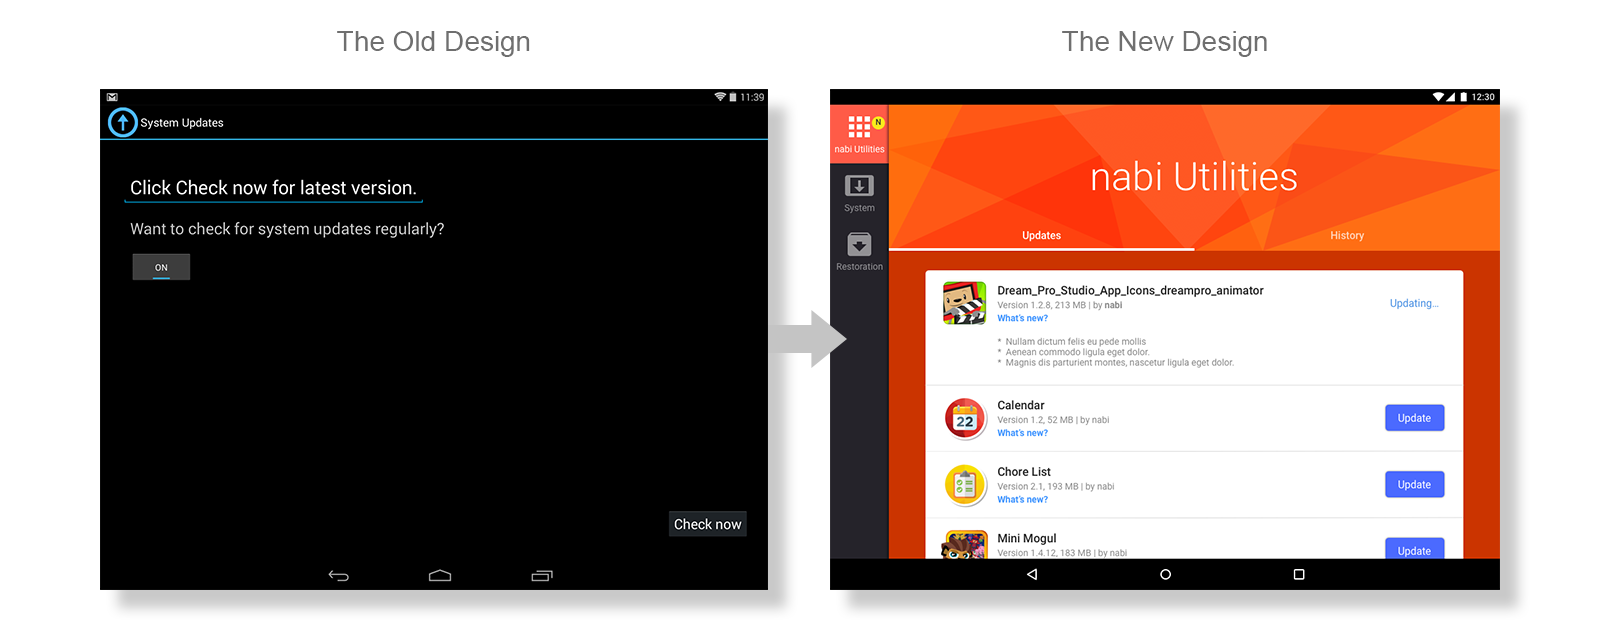 The Old Design
The New Design
11:39
System Updates
Click Check now for latest version.
Want to check for system updates regularly?
ON
Check now
12:30
N
nabi Utilities
System
Restoration
nabi Utilities
Updates
History
Dream_Pro_Studio_App_Icons_dreampro_animator
Version 1.2.8, 213 MB | by nabi
What's new?
Updating...
* Nullam dictum felis eu pede mollis
* Aenean commodo ligula eget dolor.
* Magnis dis parturient montes, nascetur ligula eget dolor.
22
Calendar
Version 1.2, 52 MB | by nabi
What's new?
Update
Chore List
Version 2.1, 193 MB | by nabi
What's new?
Update
Mini Mogul
Version 1.4.12, 183 MB | by nabi
Update